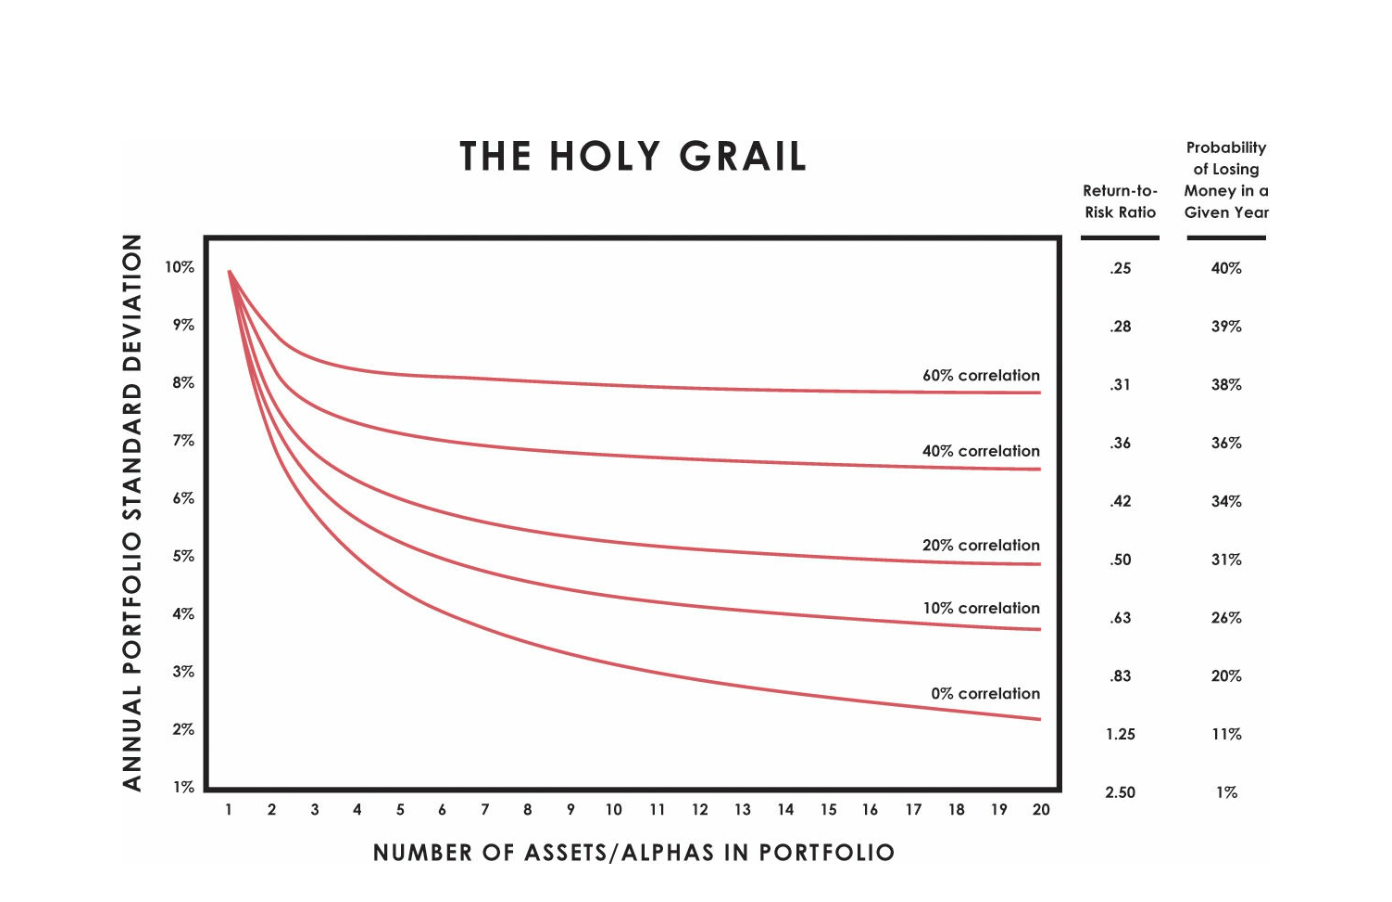 THE HOLY GRAIL
Return-to-
Risk Ratio
Probability
of Losing
Money in a
Given Year
ANNUAL PORTFOLIO STANDARD DEVIATION
10%
9%
8%
7%
6%
5%
4%
3%
2%
1%
60% correlation
40% correlation
20% correlation
10% correlation
0% correlation
.25 40%
.28 39%
.31 38%
.36 36%
.42 34%
.50 31%
.63 26%
.83 20%
1.25 11%
2.50 1%
1 2 3 4 5 6 7 8 9 10 11 12 13 14 15 16 17 18 19 20
NUMBER OF ASSETS/ALPHAS IN PORTFOLIO